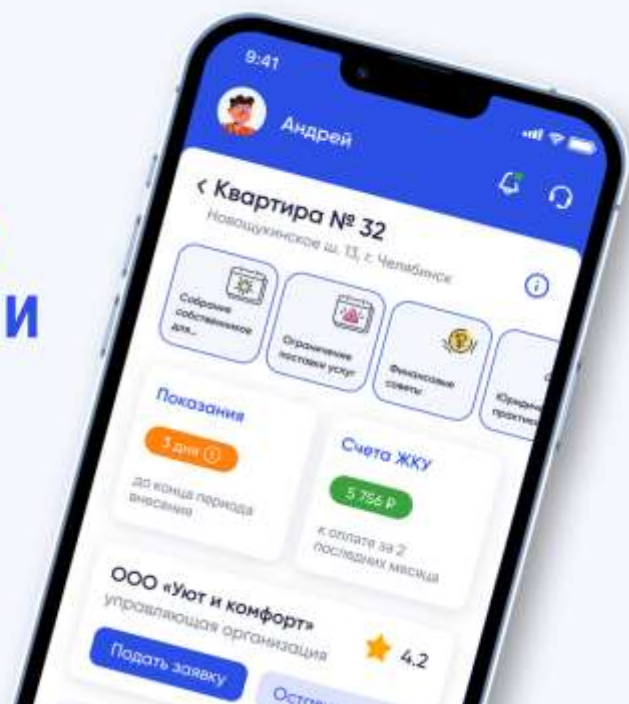 9:41
Андрей
< Квартира № 32
Новощукинское ш. 13, г. Челябинск
и
Собрание
собственников
для...
Ограничение
поставки услуг
Финансовые
советы
Показания
3 дня
до конца периода
внесения
Счета ЖКУ
5 756 ₽
к оплате за 2
последних месяца
ООО «Уют и комфорт»
управляющая организация
4.2
Подать заявку